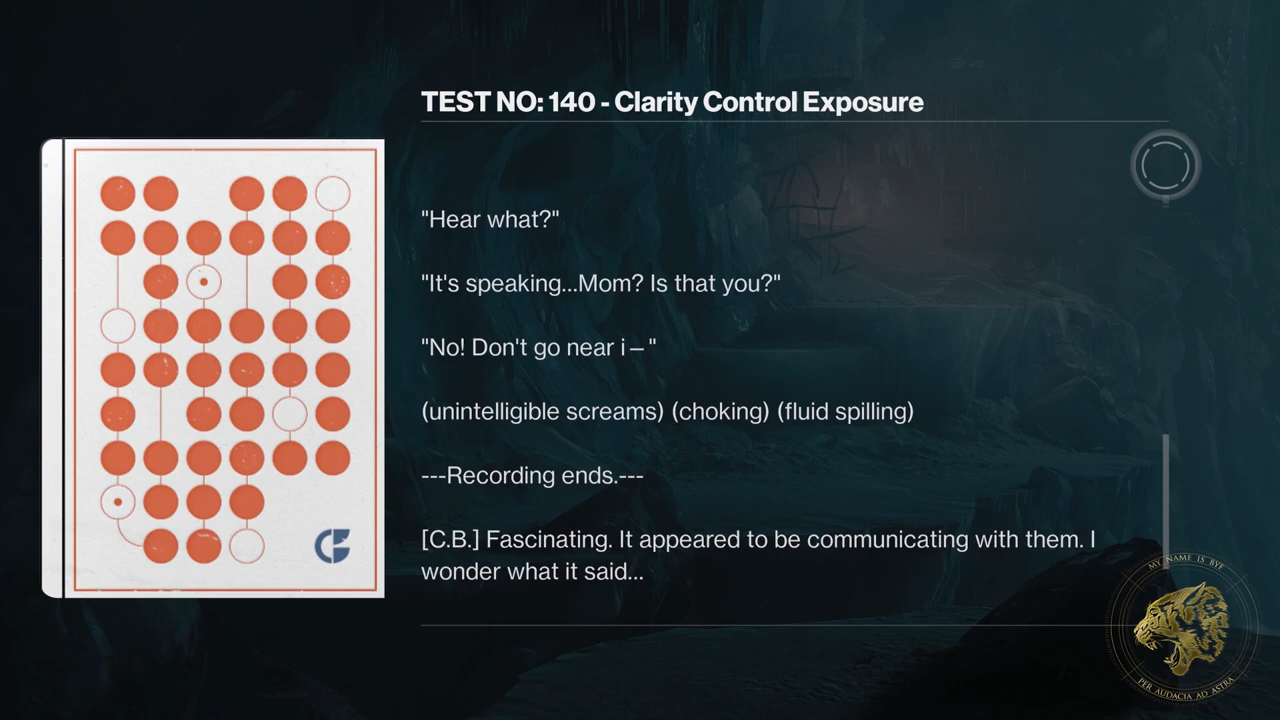 TEST NO: 140 - Clarity Control Exposure
"Hear what?"
"It's speaking...Mom? Is that you?"
"No! Don't go near i—"
(unintelligible screams) (choking) (fluid spilling)
---Recording ends.---
[C.B.] Fascinating. It appeared to be communicating with them. I
wonder what it said...
MY NAME IS BYF
PER AUDACIA AD ASTRA